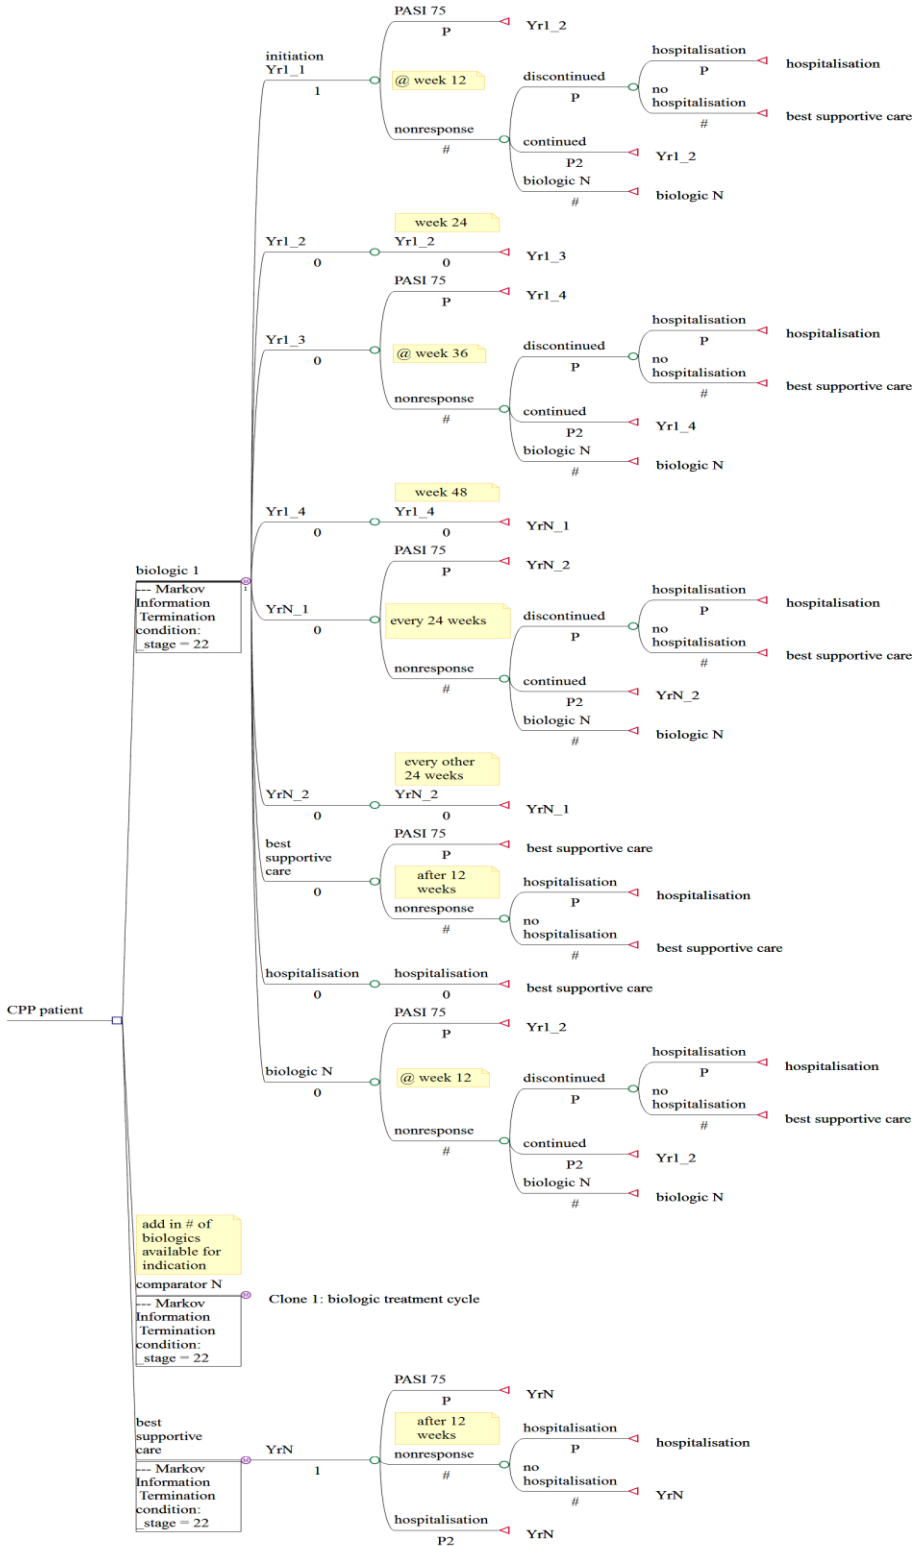 PASI 75
P
Yr1_2
initiation
Yr1_1
1
@ week 12
hospitalisation
P
hospitalisation
discontinued
P
no
hospitalisation
#
best supportive care
nonresponse
#
continued
P2
Yr1_2
biologic N
#
biologic N
week 24
Yr1_2
0
Yr1_2
0
Yr1_3
PASI 75
P
Yr1_4
Yr1_3
0
@ week 36
hospitalisation
P
hospitalisation
discontinued
P
no
hospitalisation
#
best supportive care
nonresponse
#
continued
P2
Yr1_4
biologic N
#
biologic N
week 48
Yr1_4
0
Yr1_4
0
YrN_1
PASI 75
P
YrN_2
biologic 1
--- Markov
Information
Termination
condition:
_stage = 22
1
YrN_1
0
every 24 weeks
hospitalisation
P
hospitalisation
discontinued
P
no
hospitalisation
#
best supportive care
nonresponse
#
continued
P2
YrN_2
biologic N
#
biologic N
every other
24 weeks
YrN_2
0
YrN_2
0
YrN_1
best
supportive
care
0
PASI 75
P
best supportive care
after 12
weeks
nonresponse
#
hospitalisation
P
hospitalisation
no
hospitalisation
#
best supportive care
hospitalisation
0
hospitalisation
0
best supportive care
CPP patient
PASI 75
P
Yr1_2
biologic N
0
@ week 12
hospitalisation
P
hospitalisation
discontinued
P
no
hospitalisation
#
best supportive care
nonresponse
#
continued
P2
Yr1_2
biologic N
#
biologic N
add in # of
biologics
available for
indication
comparator N
--- Markov
Information
Termination
condition:
_stage = 22
Clone 1: biologic treatment cycle
PASI 75
P
YrN
best
supportive
care
--- Markov
Information
Termination
condition:
_stage = 22
YrN
1
after 12
weeks
nonresponse
#
hospitalisation
P
hospitalisation
no
hospitalisation
#
YrN
hospitalisation
P2
YrN